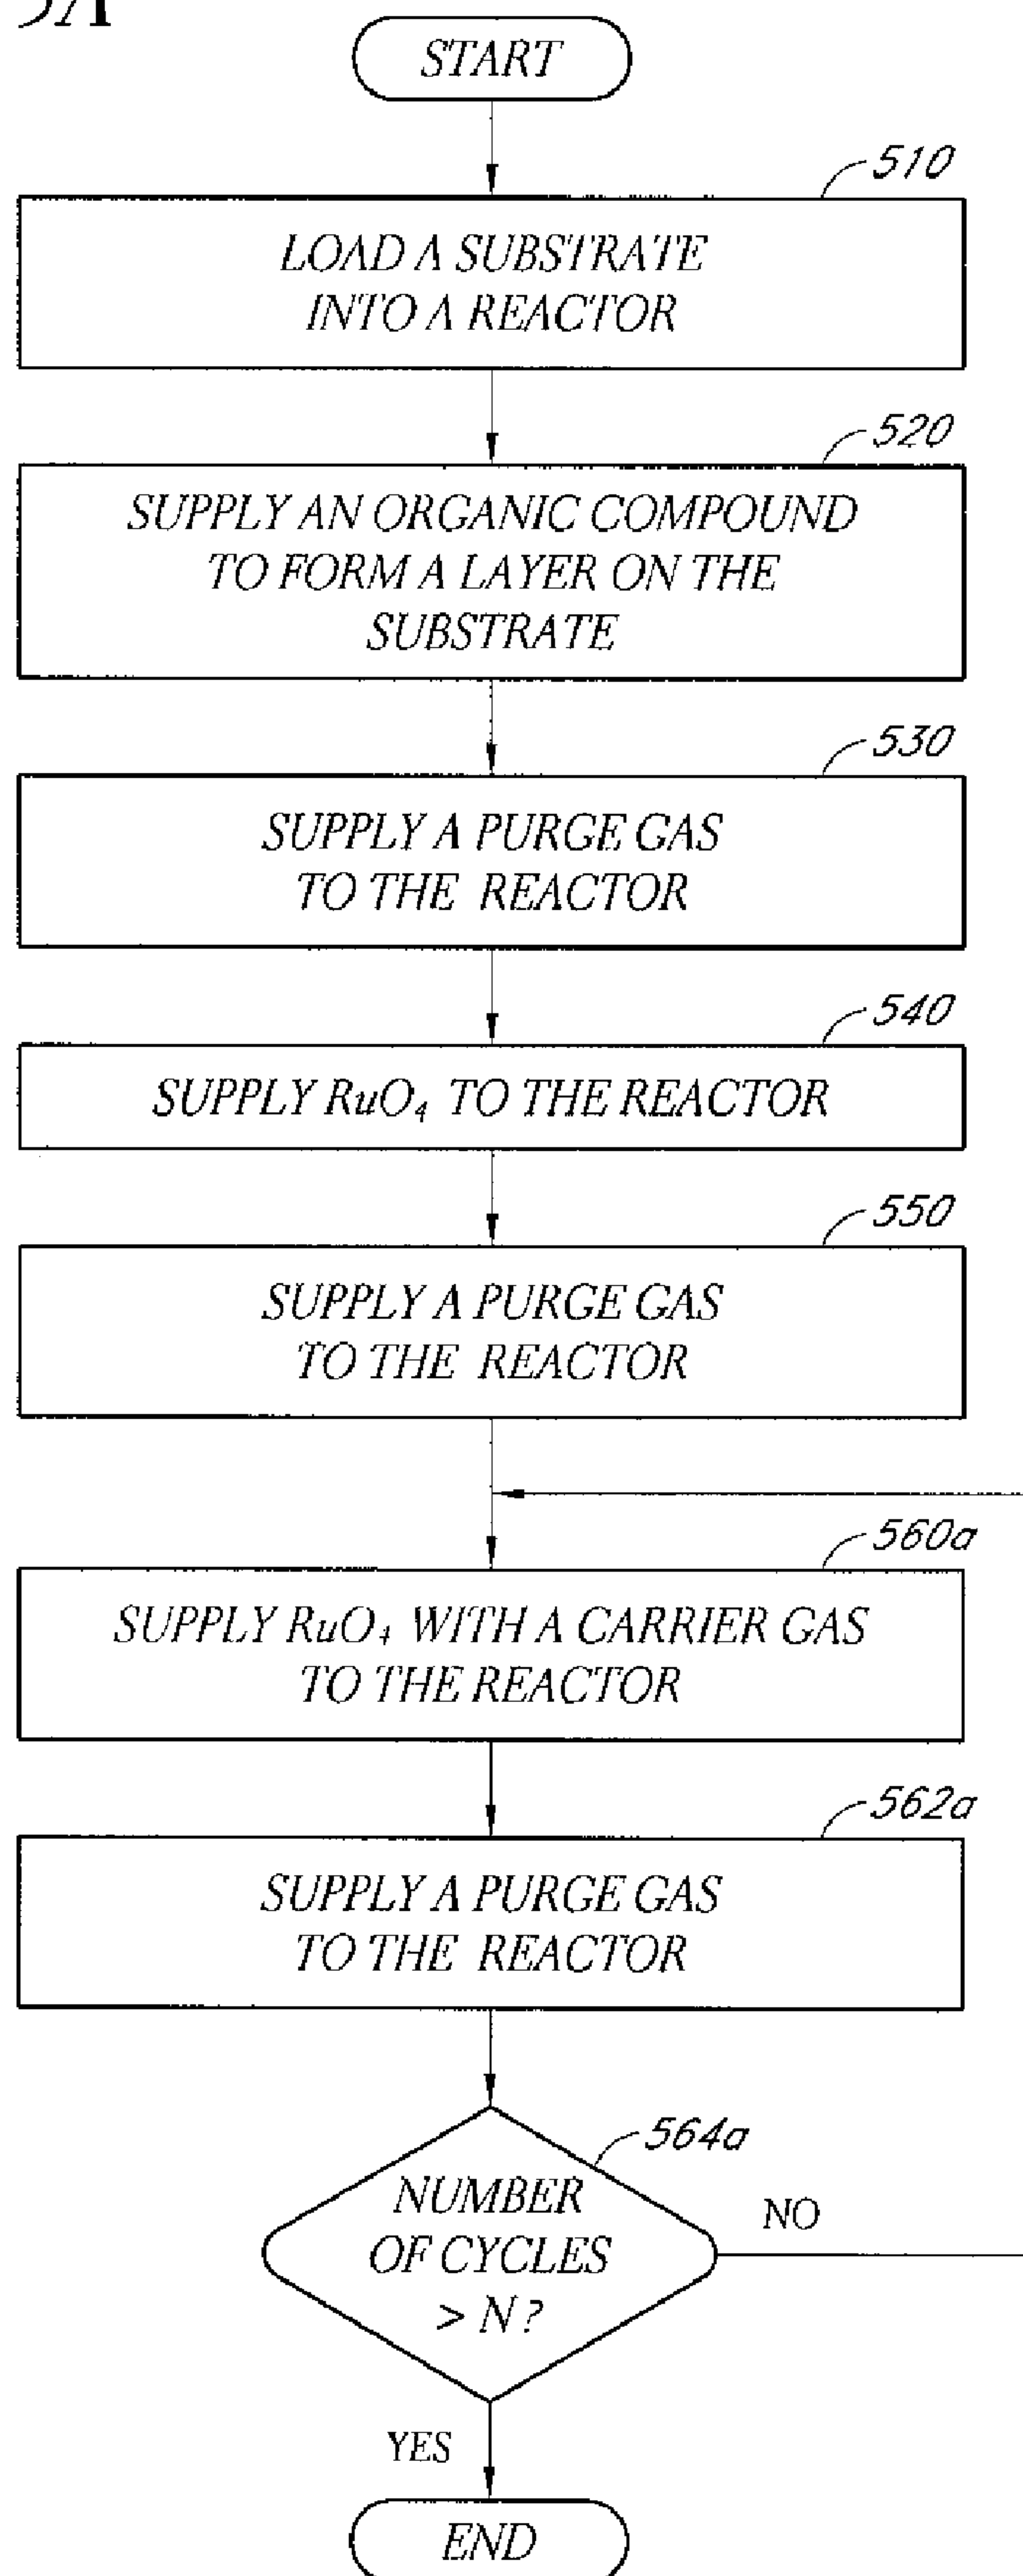 START
510
LOAD A SUBSTRATE
INTO A REACTOR
520
SUPPLY AN ORGANIC COMPOUND
TO FORM A LAYER ON THE
SUBSTRATE
530
SUPPLY A PURGE GAS
TO THE REACTOR
540
SUPPLY RuO₄ TO THE REACTOR
550
SUPPLY A PURGE GAS
TO THE REACTOR
560a
SUPPLY RuO₄ WITH A CARRIER GAS
TO THE REACTOR
562a
SUPPLY A PURGE GAS
TO THE REACTOR
564a
NUMBER
OF CYCLES
> N?
NO
YES
END